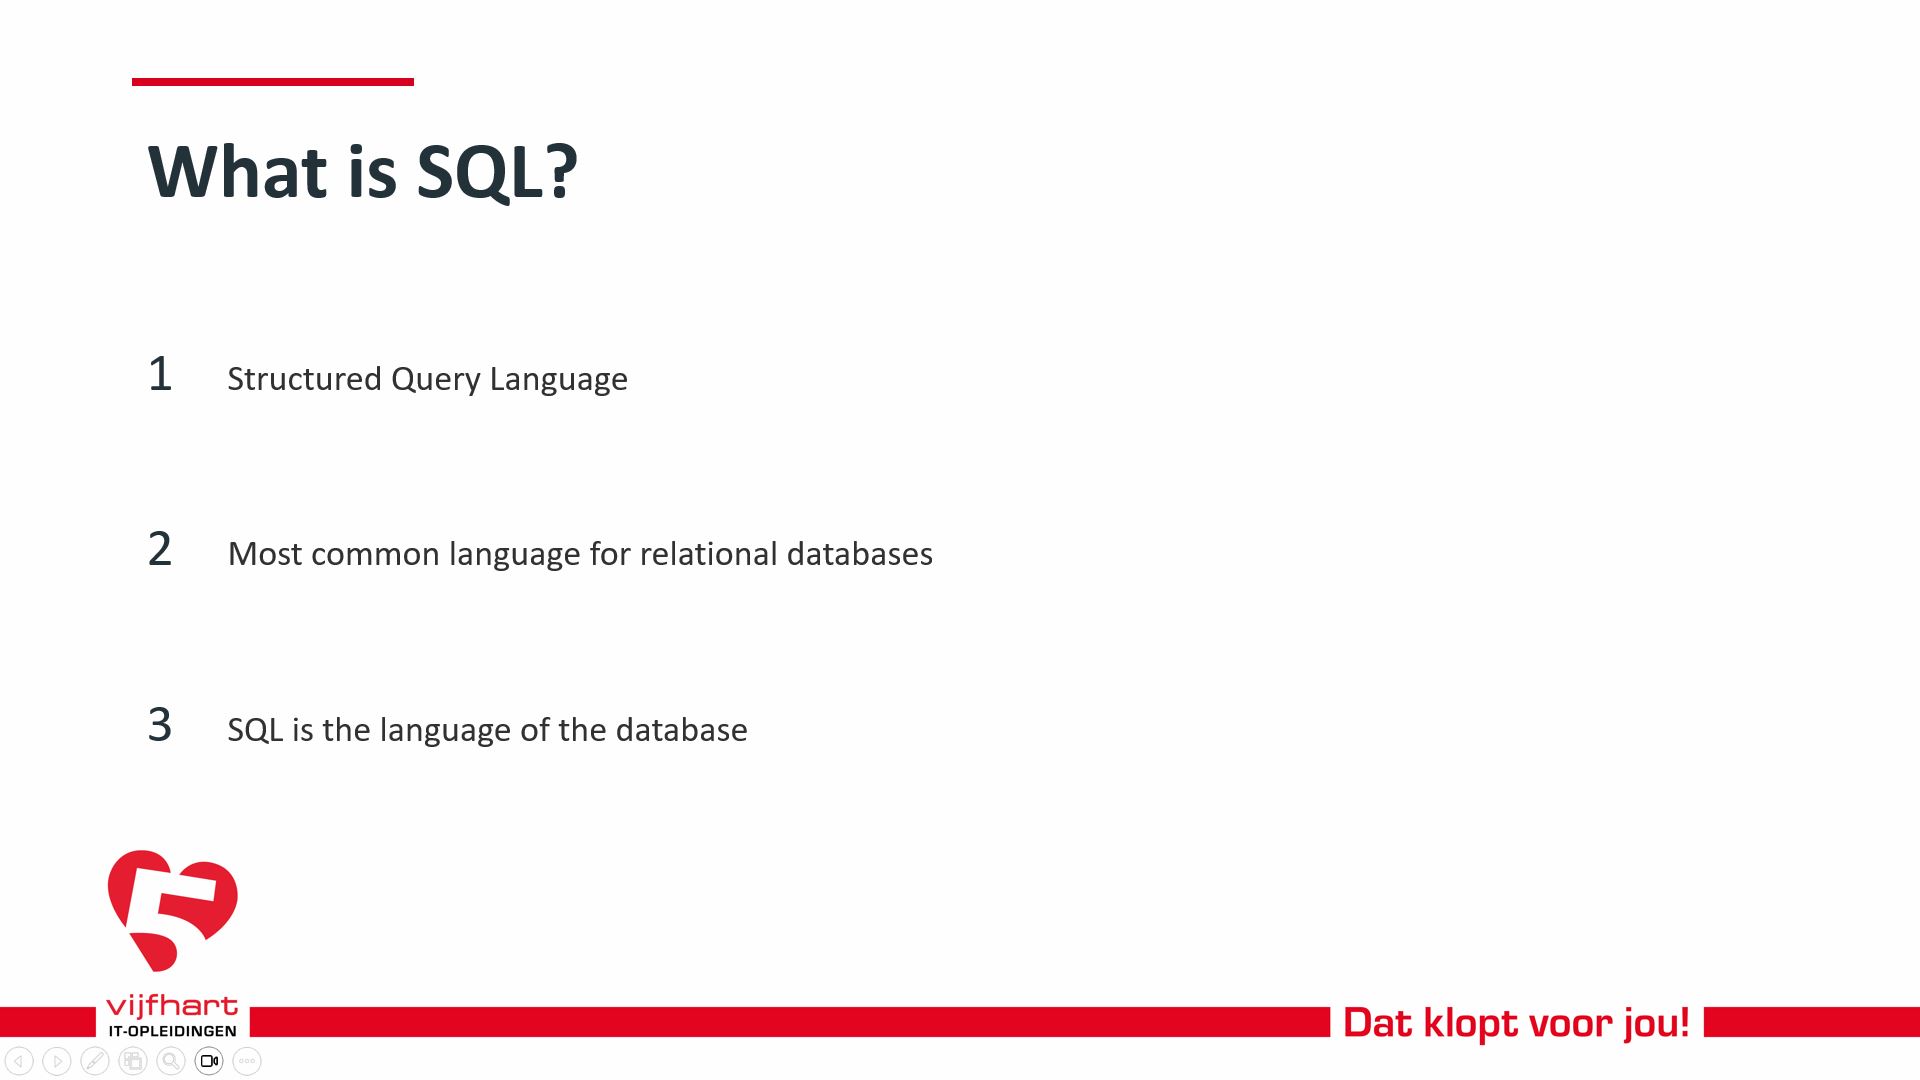 What is SQL?
1 Structured Query Language
2 Most common language for relational databases
3 SQL is the language of the database
5
vijfhart
IT-OPLEIDINGEN
Dat klopt voor jou!